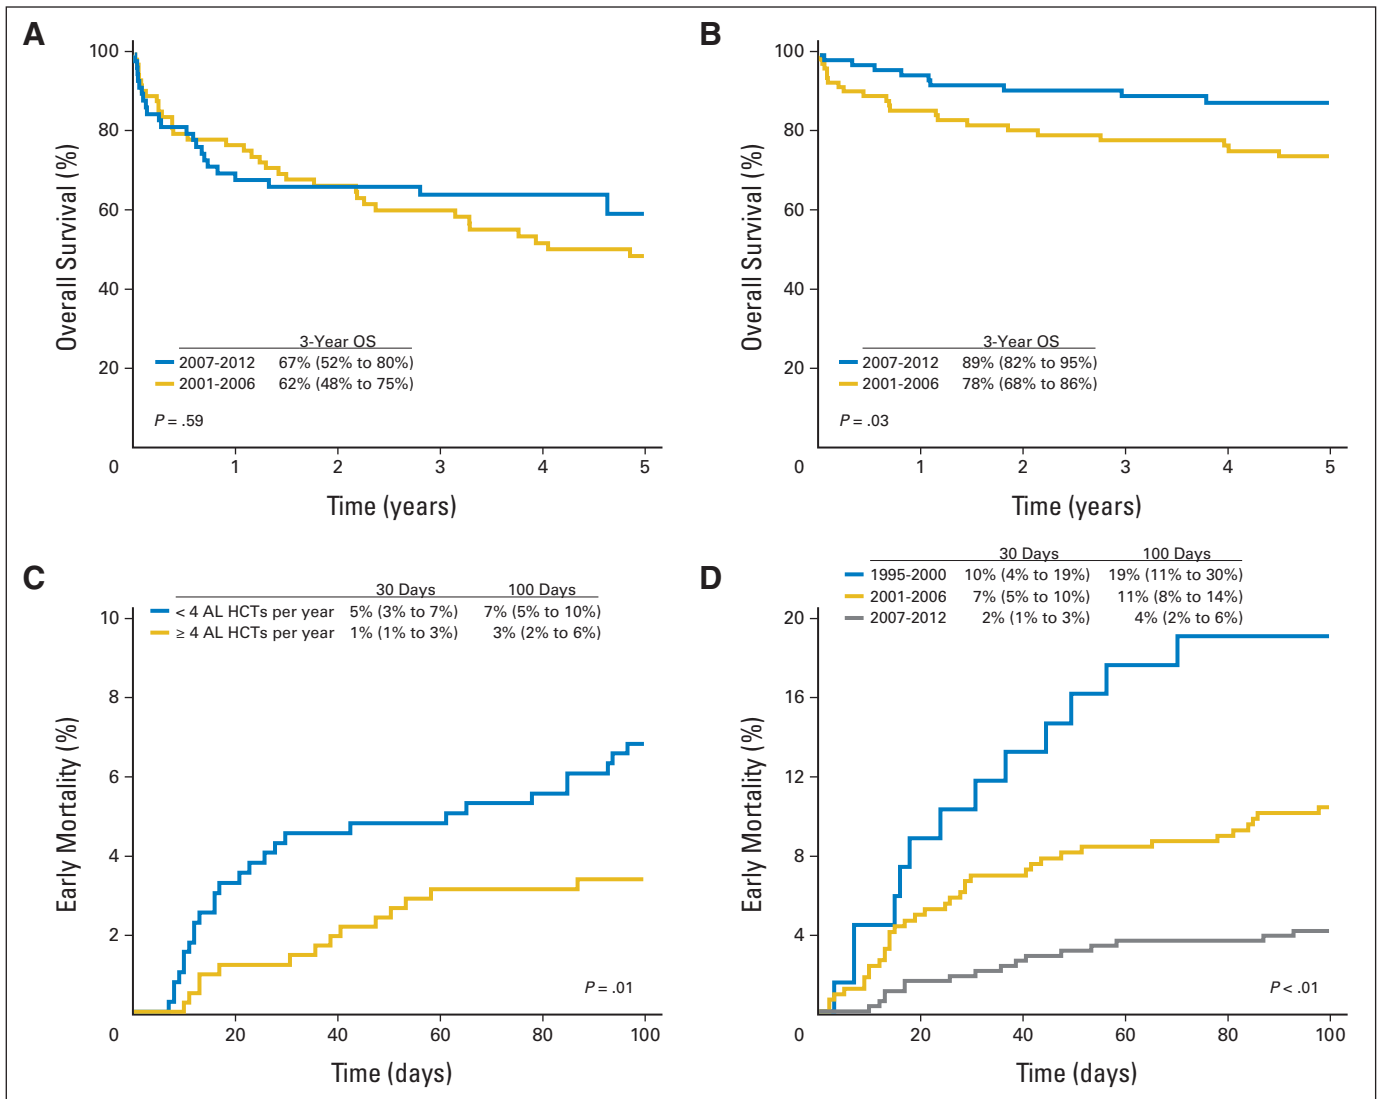 A
100
80
60
40
20
0
Overall Survival (%)
3-Year OS
2007-2012 67% (52% to 80%)
2001-2006 62% (48% to 75%)
P = .59
1 2 3 4 5
Time (years)
B
100
80
60
40
20
0
Overall Survival (%)
3-Year OS
2007-2012 89% (82% to 95%)
2001-2006 78% (68% to 86%)
P = .03
1 2 3 4 5
Time (years)
C
30 Days 100 Days
< 4 AL HCTs per year 5% (3% to 7%) 7% (5% to 10%)
≥ 4 AL HCTs per year 1% (1% to 3%) 3% (2% to 6%)
10
8
6
4
2
0
Early Mortality (%)
P = .01
20 40 60 80 100
Time (days)
D
30 Days 100 Days
1995-2000 10% (4% to 19%) 19% (11% to 30%)
2001-2006 7% (5% to 10%) 11% (8% to 14%)
2007-2012 2% (1% to 3%) 4% (2% to 6%)
20
16
12
8
4
0
Early Mortality (%)
P < .01
20 40 60 80 100
Time (days)